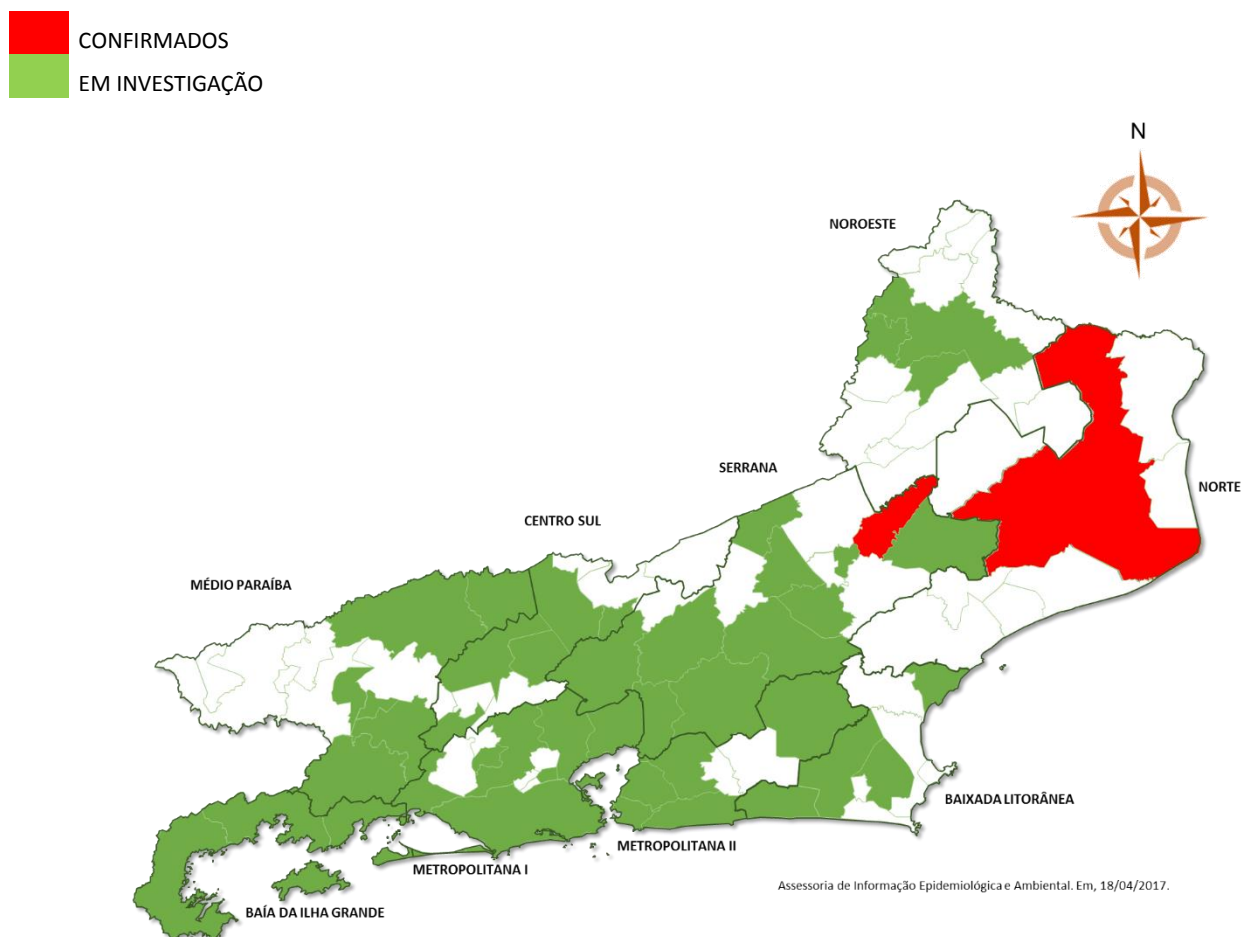 CONFIRMADOS
EM INVESTIGAÇÃO
N
NOROESTE
SERRANA
NORTE
CENTRO SUL
MÉDIO PARAÍBA
BAIXADA LITORÂNEA
METROPOLITANA II
METROPOLITANA I
Assessoria de Informação Epidemiológica e Ambiental. Em, 18/04/2017.
BAÍA DA ILHA GRANDE